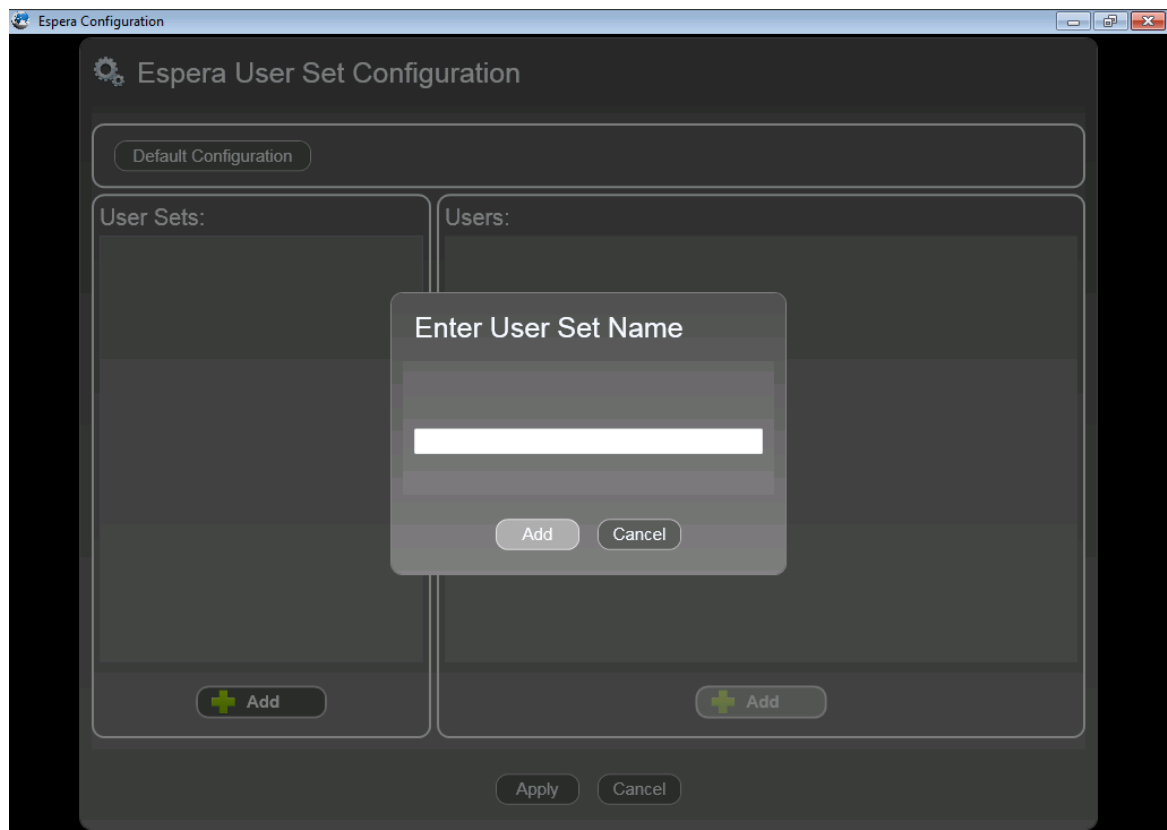 Espera Configuration
Espera User Set Configuration
Default Configuration
User Sets:
Users:
Enter User Set Name
Add
Cancel
Add
Add
Apply
Cancel